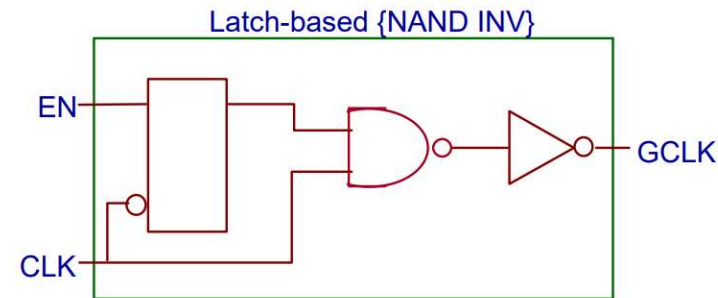 Latch-based {NAND INV}
EN
GCLK
CLK